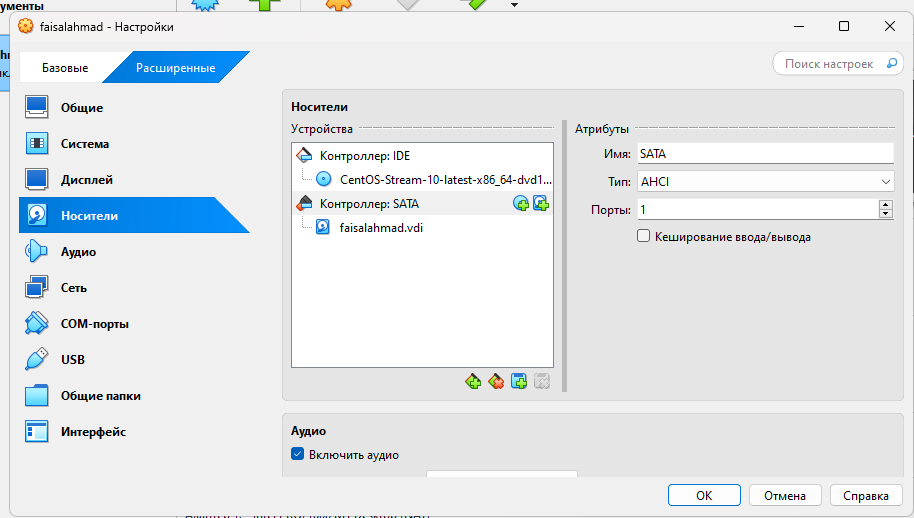 ументы
faisalahmad - Настройки
Базовые
Расширенные
Поиск настроек
Общие
Система
Дисплей
Носители
Аудио
Сеть
COM-порты
USB
Общие папки
Интерфейс
Носители
Устройства
Контроллер: IDE
CentOS-Stream-10-latest-x86_64-dvd1...
Контроллер: SATA
faisalahmad.vdi
Атрибуты
Имя: SATA
Тип: AHCI
Порты: 1
Кеширование ввода/вывода
Аудио
Включить аудио
OK
Отмена
Справка